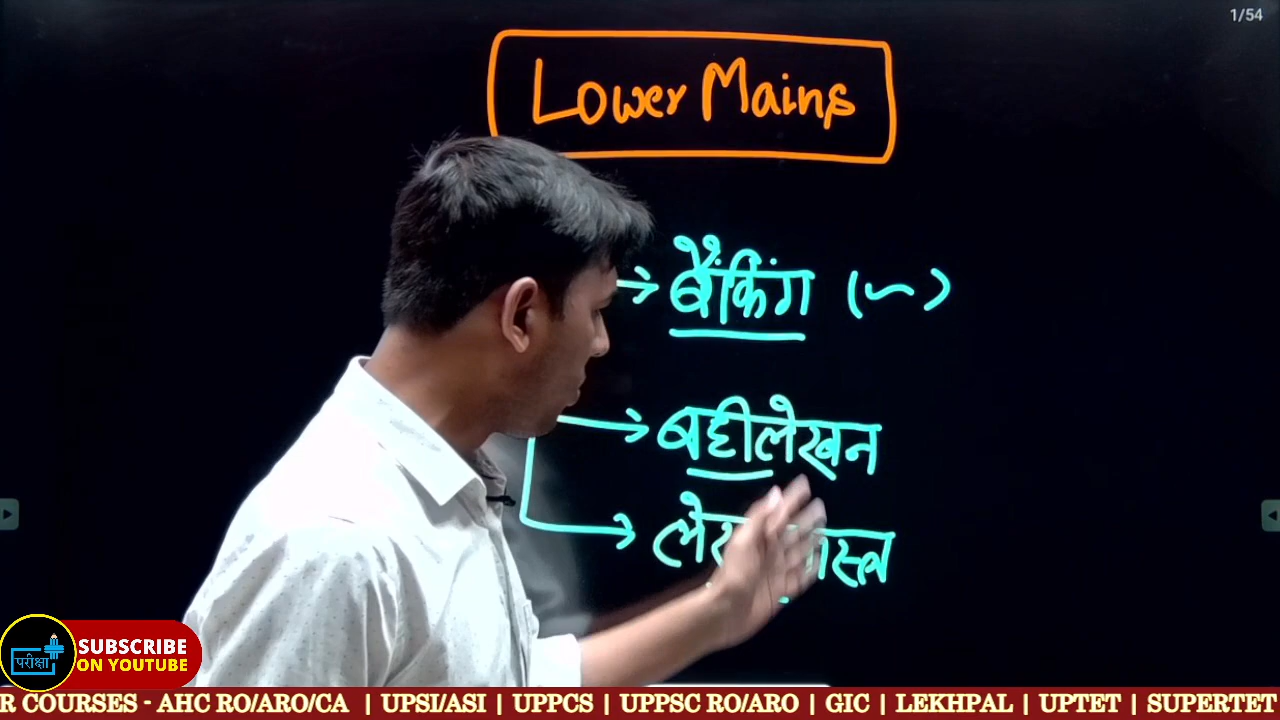 1/54
Lower Mains
बैंकिंग
बहीलेखन
परीक्षा
SUBSCRIBE
ON YOUTUBE
R COURSES - AHC RO/ARO/CA | UPSI/ASI | UPPCS | UPPSC RO/ARO | GIC | LEKHPAL | UPTET | SUPERTET